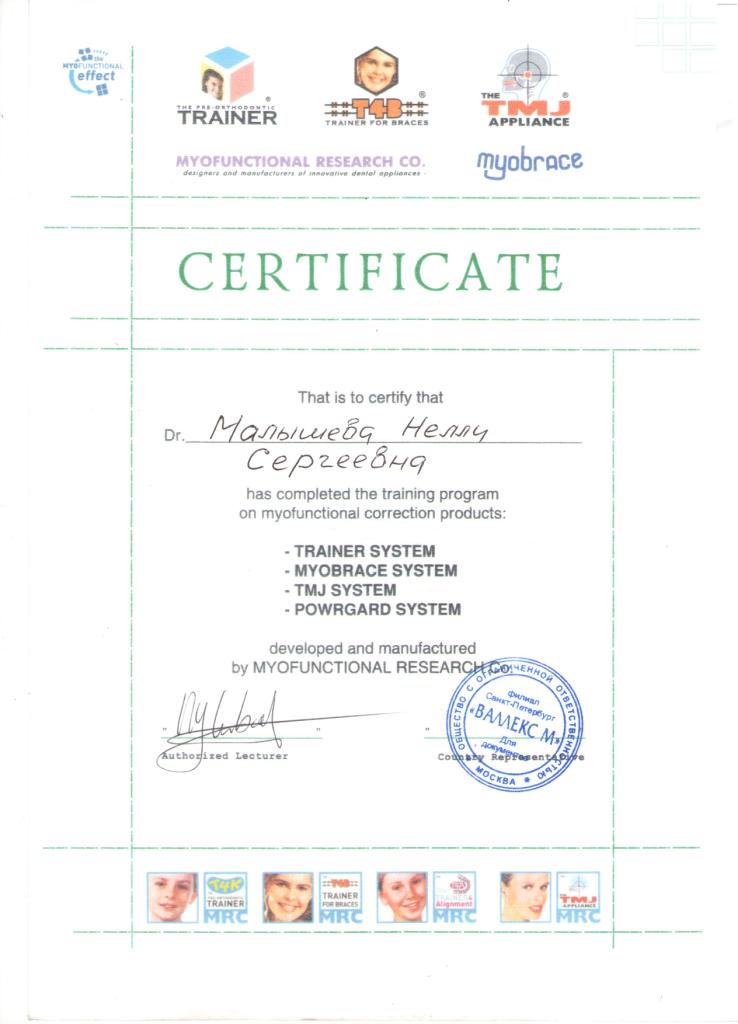 the
MYOFUNCTIONAL
effect
THE PRE-ORTHODONTIC
TRAINER®
T4B®
TRAINER FOR BRACES
THE
TMJ®
APPLIANCE
MYOFUNCTIONAL RESEARCH CO.
- designers and manufacturers of innovative dental appliances -
myobrace
CERTIFICATE
That is to certify that
Dr. Малышева Нелли
Сергеевна
has completed the training program
on myofunctional correction products:
- TRAINER SYSTEM
- MYOBRACE SYSTEM
- TMJ SYSTEM
- POWRGARD SYSTEM
developed and manufactured
by MYOFUNCTIONAL RESEARCH Co.
" "
Authorized Lecturer
"
Country Representative
ОБЩЕСТВО С ОГРАНИЧЕННОЙ ОТВЕТСТВЕННОСТЬЮ
* МОСКВА *
Филиал
Санкт-Петербург
"ВАЛЛЕКС М"
Для
документов
T4K
THE PRE-ORTHODONTIC
TRAINER
MRC
T4B
TRAINER
FOR BRACES
MRC
TRAINER
Alignment
MRC
THE
TMJ
APPLIANCE
MRC